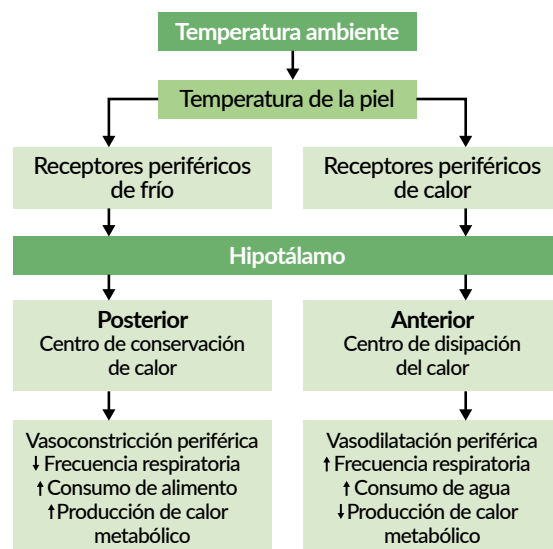 Temperatura ambiente
Temperatura de la piel
Receptores periféricos
de frío
Receptores periféricos
de calor
Hipotálamo
Posterior
Centro de conservación
de calor
Anterior
Centro de disipación
del calor
Vasoconstricción periférica
↓ Frecuencia respiratoria
↑ Consumo de alimento
↑ Producción de calor
metabólico
Vasodilatación periférica
↑ Frecuencia respiratoria
↑ Consumo de agua
↓ Producción de calor
metabólico